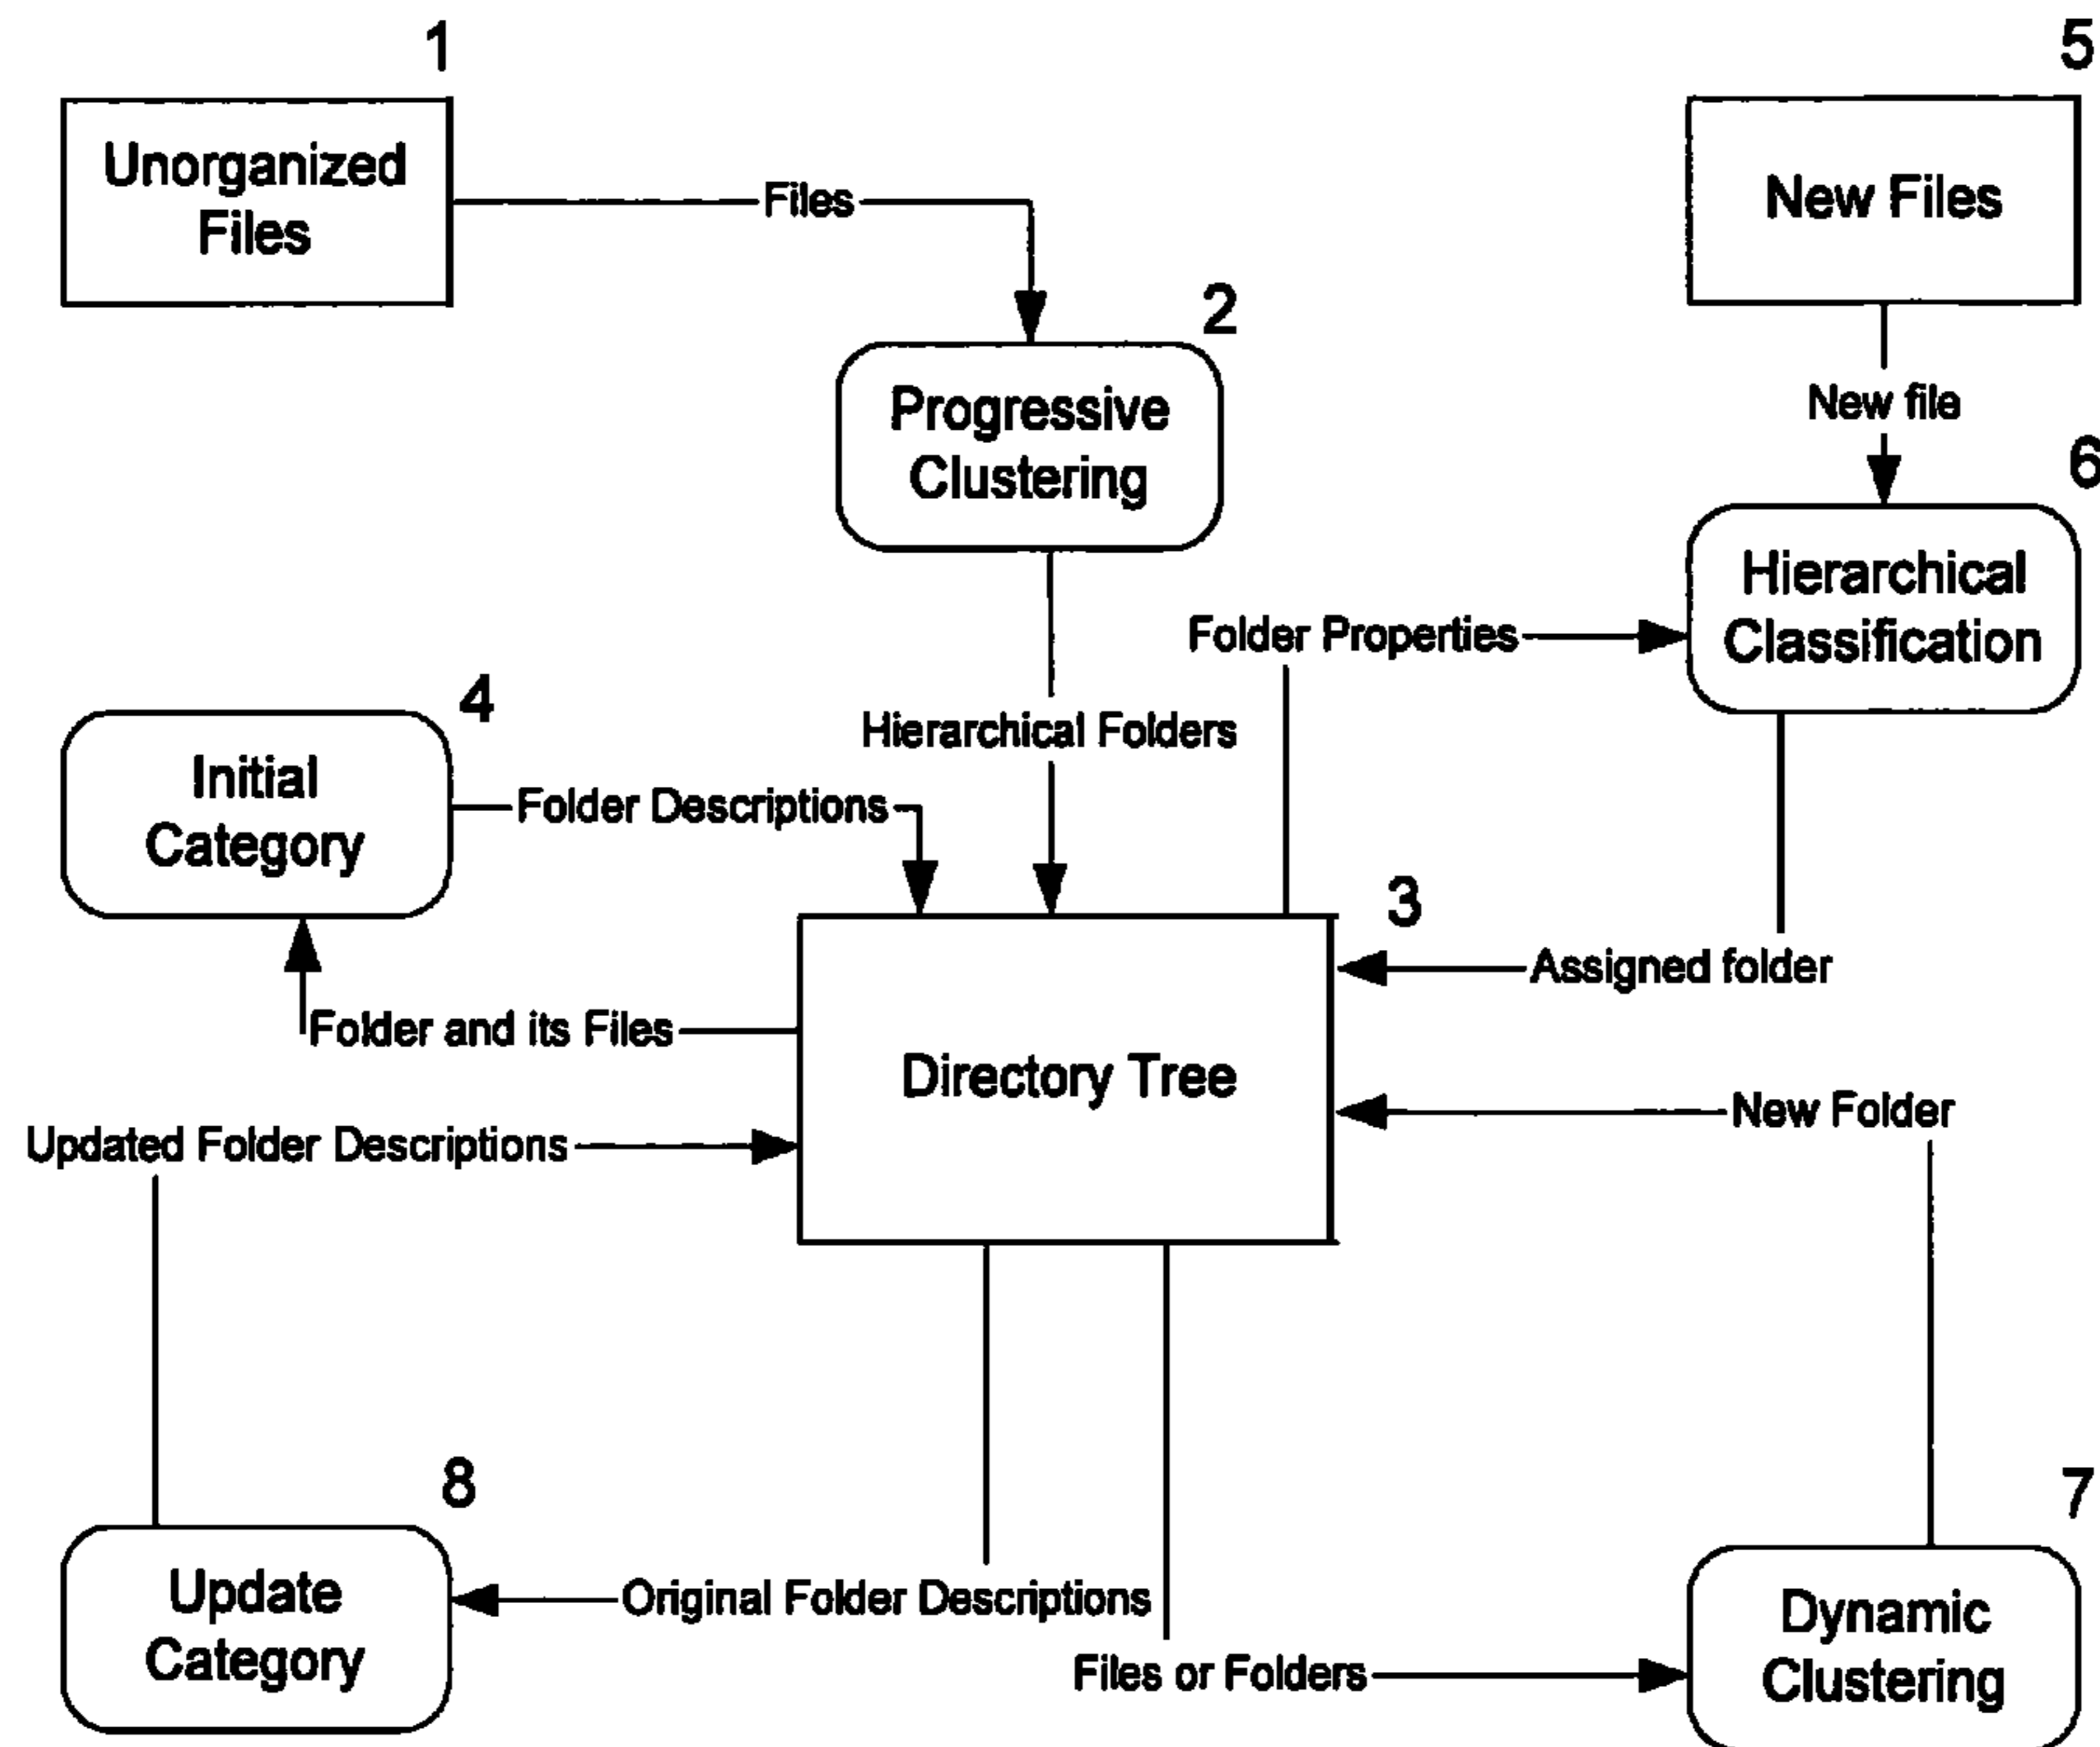 1
5
Unorganized
Files
Files
New Files
2
Progressive
Clustering
New file
6
Hierarchical
Classification
Folder Properties
4
Hierarchical Folders
Initial
Category
Folder Descriptions
3
Assigned folder
Folder and its Files
Directory Tree
New Folder
Updated Folder Descriptions
8
7
Update
Category
Original Folder Descriptions
Dynamic
Clustering
Files or Folders